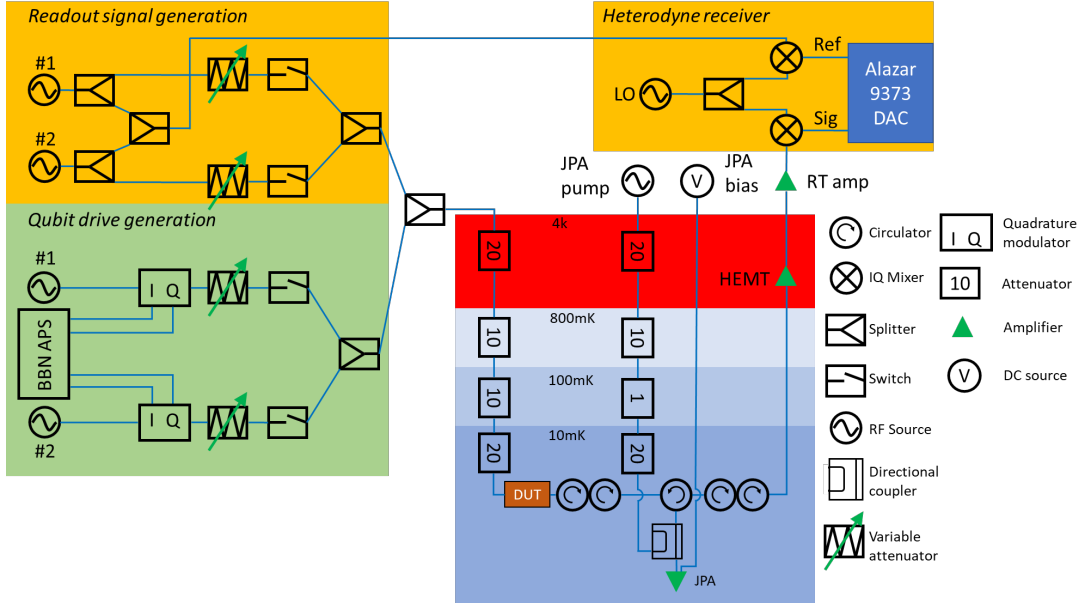 Readout signal generation
#1
#2
Qubit drive generation
#1
I Q
BBN APS
I Q
#2
Heterodyne receiver
LO
Ref
Sig
Alazar
9373
DAC
JPA
pump
JPA
bias
RT amp
4k
20
20
HEMT
800mK
10
10
100mK
10
1
10mK
20
20
DUT
JPA
Circulator
I Q
Quadrature
modulator
IQ Mixer
10
Attenuator
Splitter
Amplifier
Switch
V
DC source
V
RF Source
Directional
coupler
Variable
attenuator